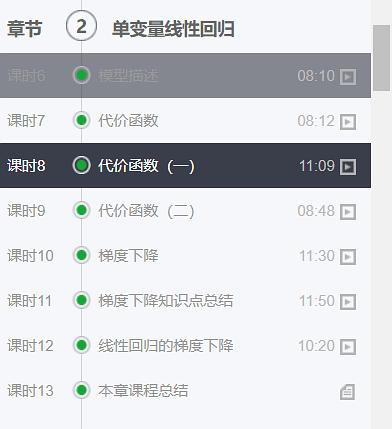 章节 2 单变量线性回归
课时6 模型描述 08:10
课时7 代价函数 08:12
课时8 代价函数（一） 11:09
课时9 代价函数（二） 08:48
课时10 梯度下降 11:30
课时11 梯度下降知识点总结 11:50
课时12 线性回归的梯度下降 10:20
课时13 本章课程总结